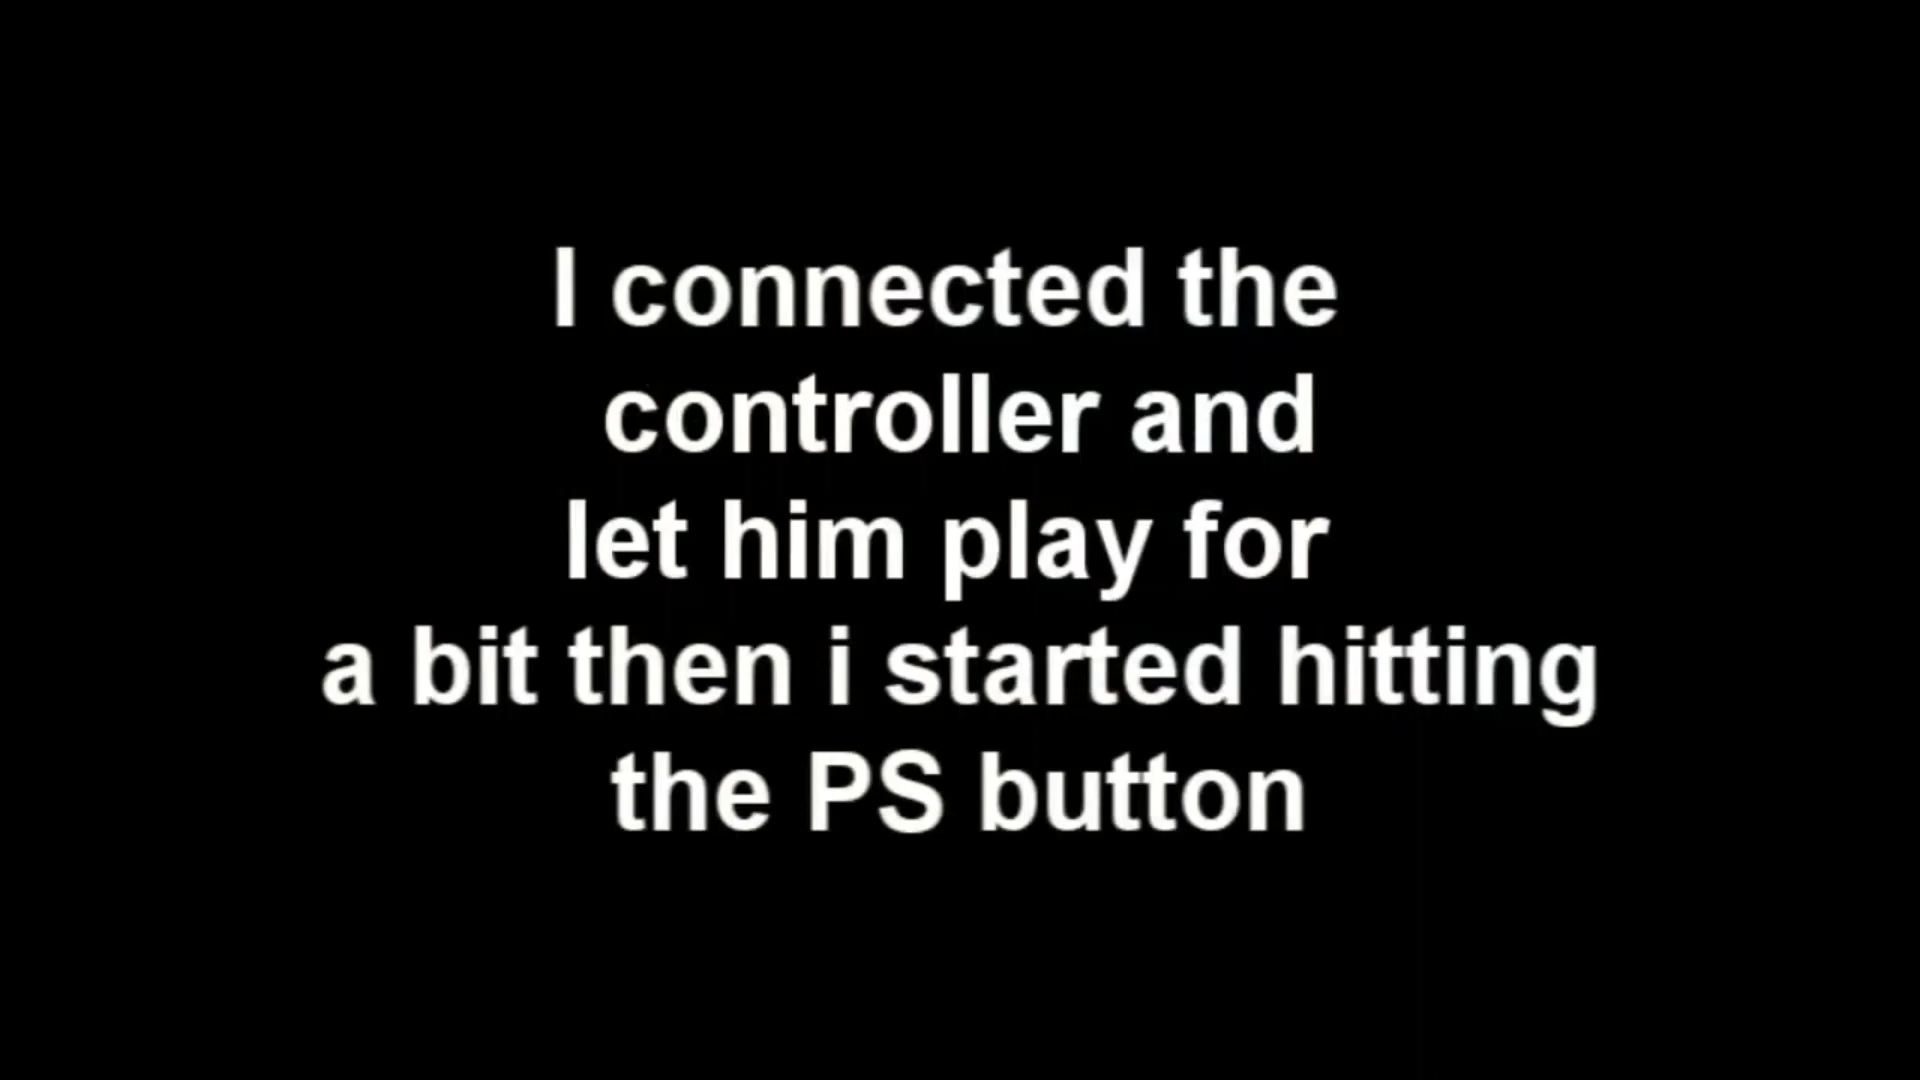 I connected the
controller and
let him play for
a bit then i started hitting
the PS button